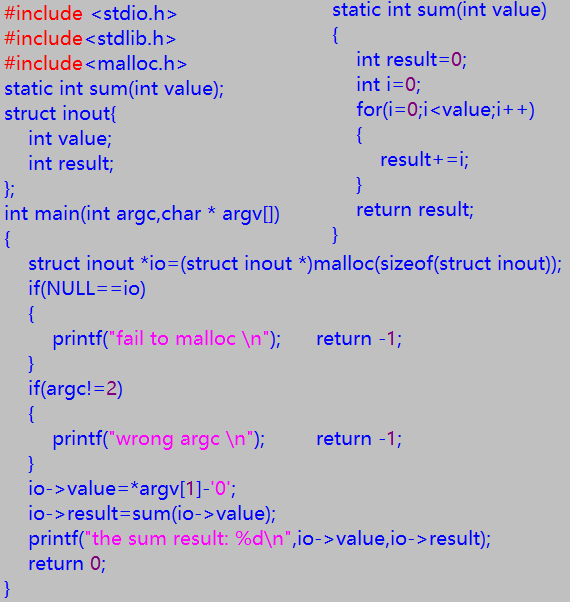 #include <stdio.h>
#include<stdlib.h>
#include<malloc.h>
static int sum(int value);
struct inout{
int value;
int result;
};
int main(int argc,char * argv[])
{
struct inout *io=(struct inout *)malloc(sizeof(struct inout));
if(NULL==io)
{
printf("fail to malloc \n"); return -1;
}
if(argc!=2)
{
printf("wrong argc \n"); return -1;
}
io->value=*argv[1]-'0';
io->result=sum(io->value);
printf("the sum result: %d\n",io->value,io->result);
return 0;
}
static int sum(int value)
{
int result=0;
int i=0;
for(i=0;i<value;i++)
{
result+=i;
}
return result;
}